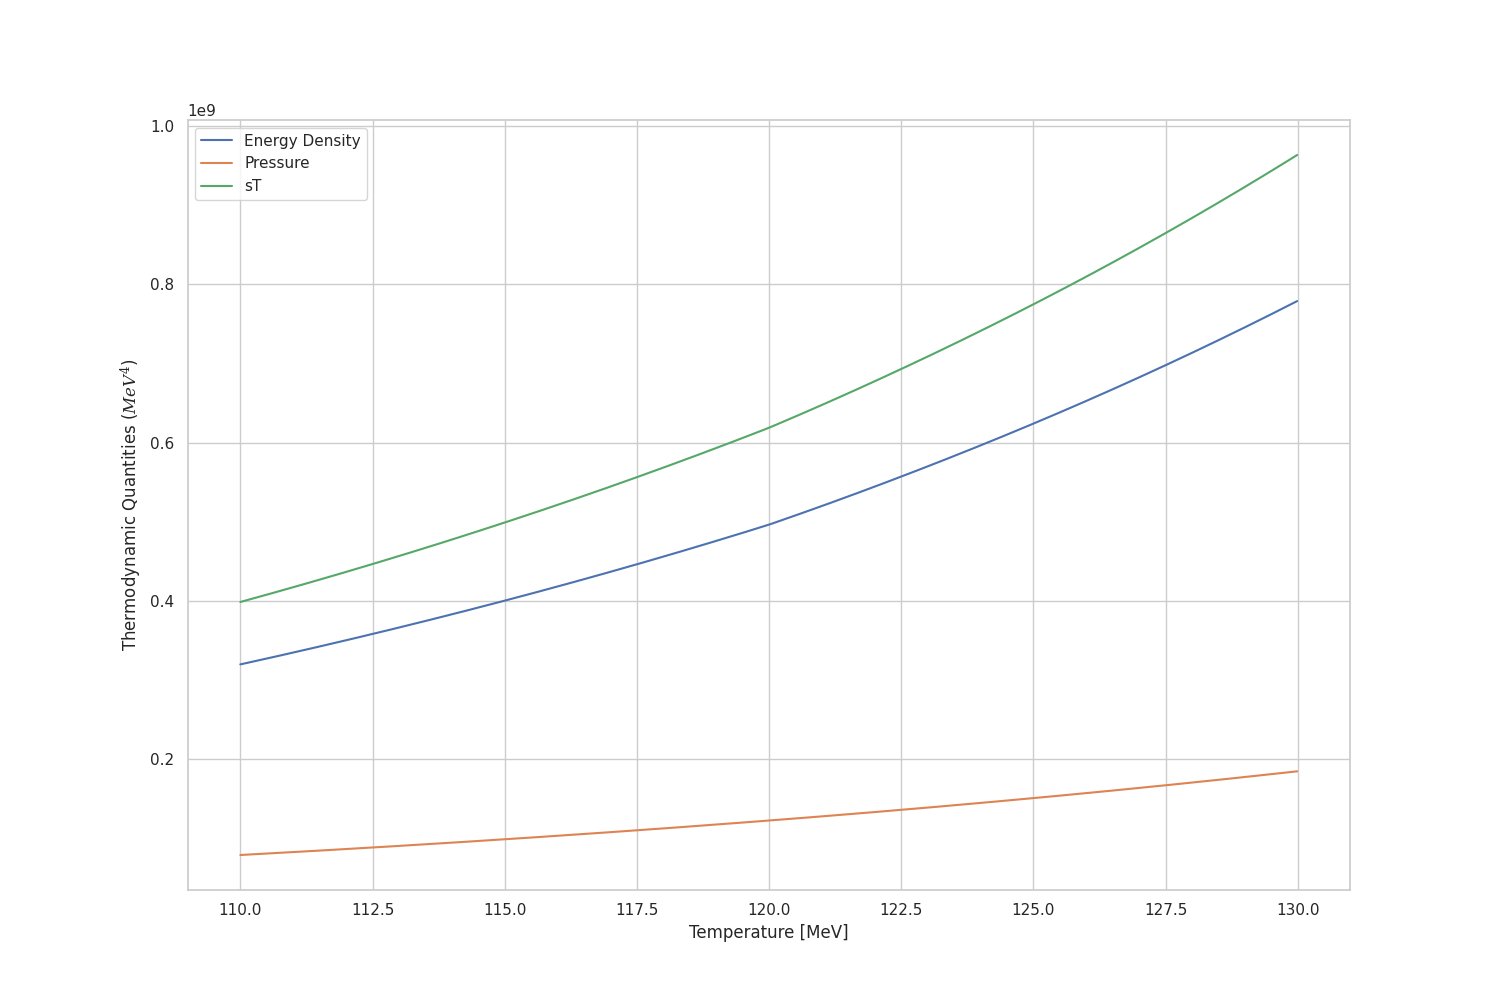 1e9
1.0
0.8
0.6
0.4
0.2
Thermodynamic Quantities (MeV⁴)
Energy Density
Pressure
sT
110.0 112.5 115.0 117.5 120.0 122.5 125.0 127.5 130.0
Temperature [MeV]